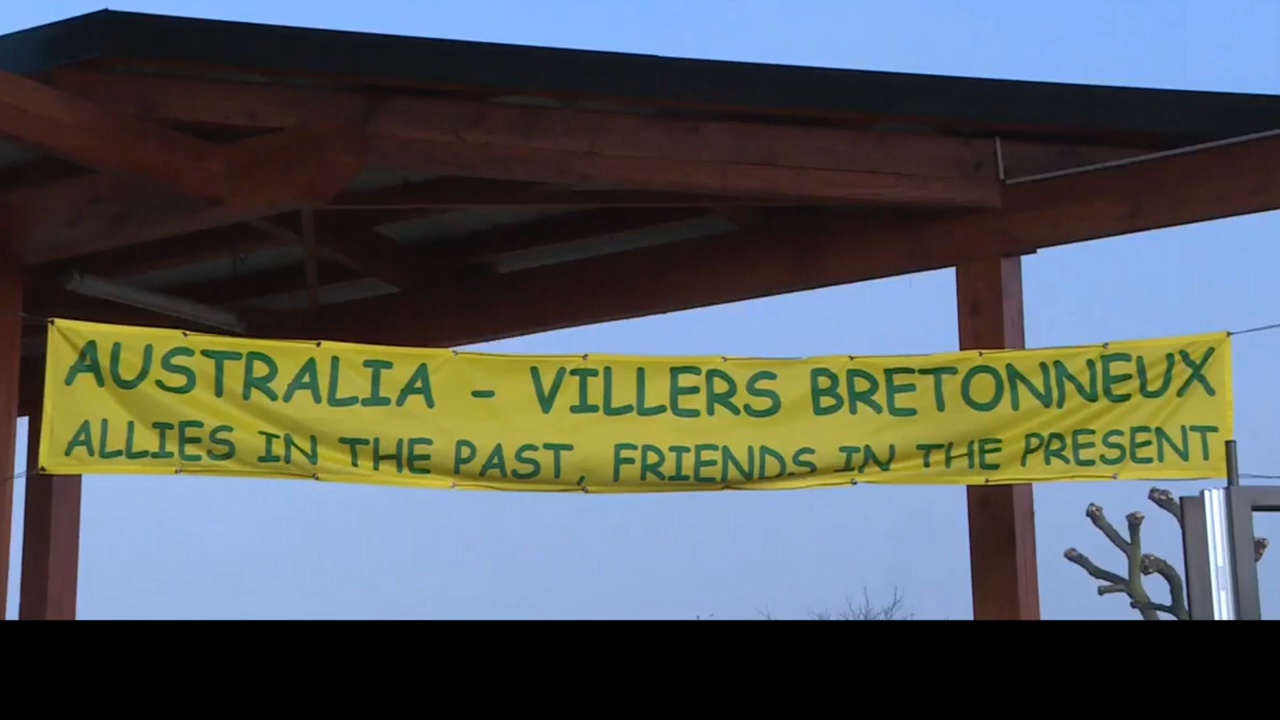 AUSTRALIA - VILLERS BRETONNEUX
ALLIES IN THE PAST, FRIENDS IN THE PRESENT